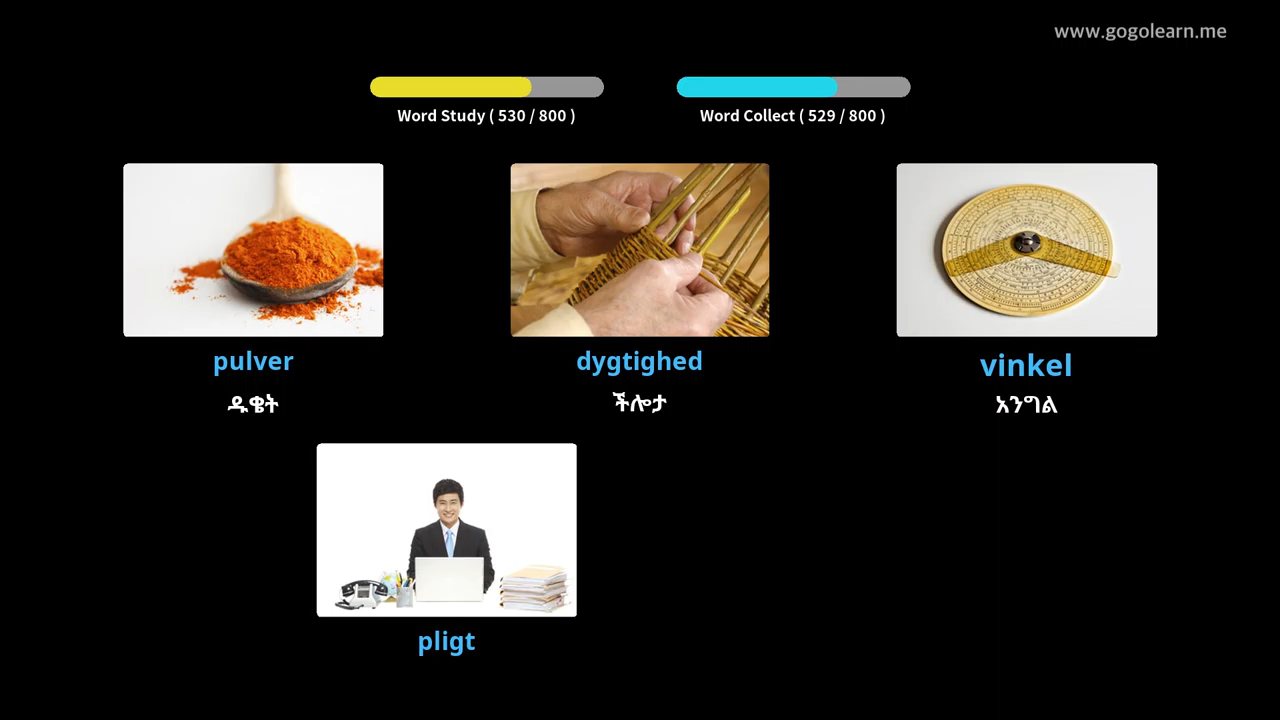 www.gogolearn.me
Word Study ( 530 / 800 )
Word Collect ( 529 / 800 )
pulver
dygtighed
vinkel
ዱቄት
ችሎታ
አንግል
pligt